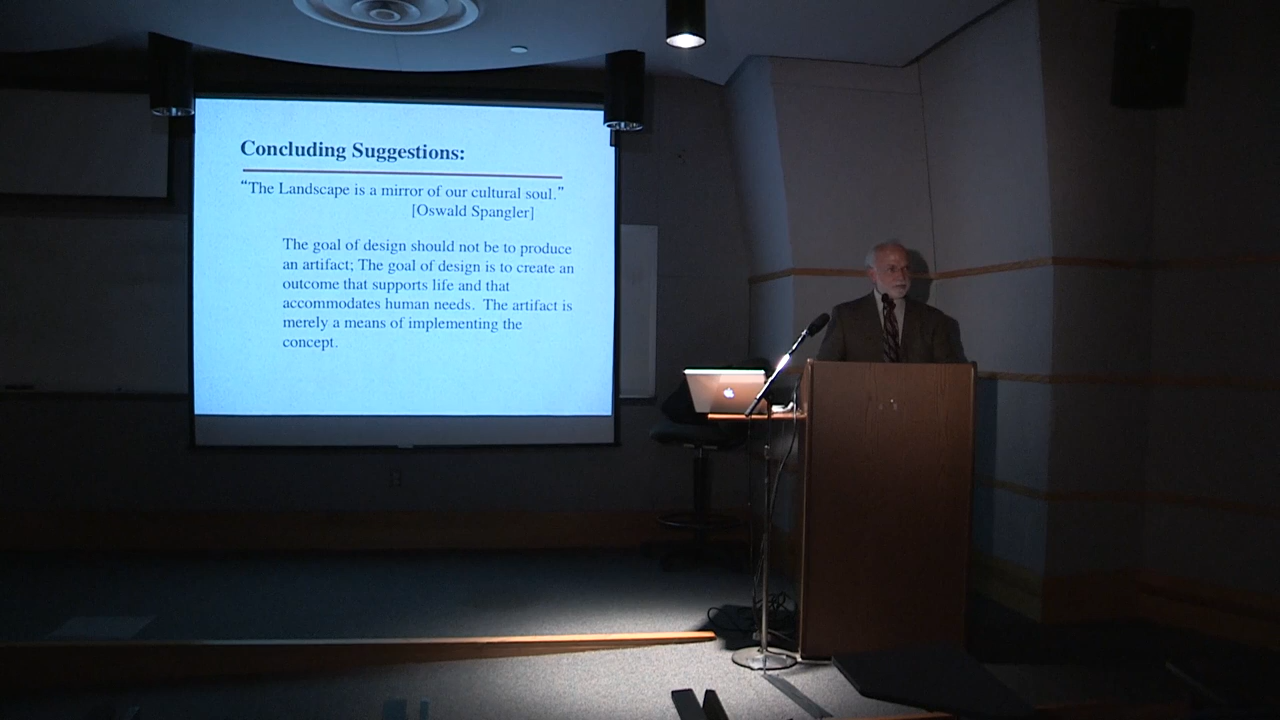 Concluding Suggestions:
“The Landscape is a mirror of our cultural soul.”
[Oswald Spangler]
The goal of design should not be to produce
an artifact; The goal of design is to create an
outcome that supports life and that
accommodates human needs.  The artifact is
merely a means of implementing the
concept.